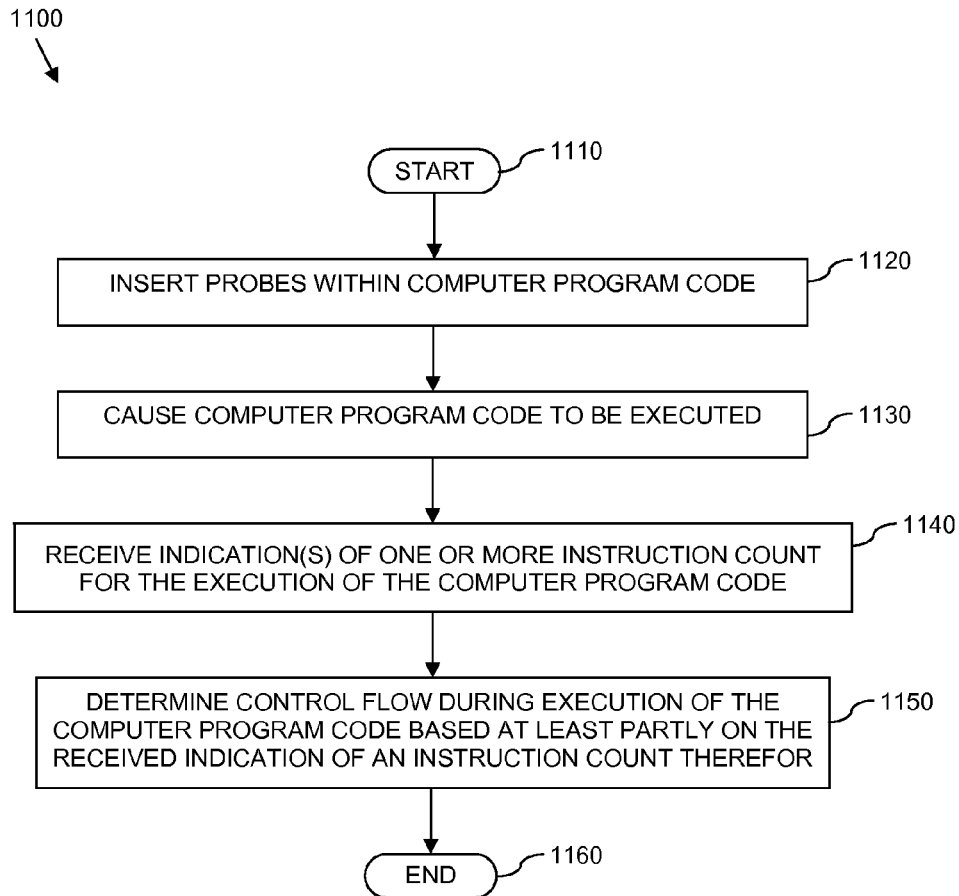 1100
START
1110
INSERT PROBES WITHIN COMPUTER PROGRAM CODE
1120
CAUSE COMPUTER PROGRAM CODE TO BE EXECUTED
1130
RECEIVE INDICATION(S) OF ONE OR MORE INSTRUCTION COUNT
FOR THE EXECUTION OF THE COMPUTER PROGRAM CODE
1140
DETERMINE CONTROL FLOW DURING EXECUTION OF THE
COMPUTER PROGRAM CODE BASED AT LEAST PARTLY ON THE
RECEIVED INDICATION OF AN INSTRUCTION COUNT THEREFOR
1150
END
1160